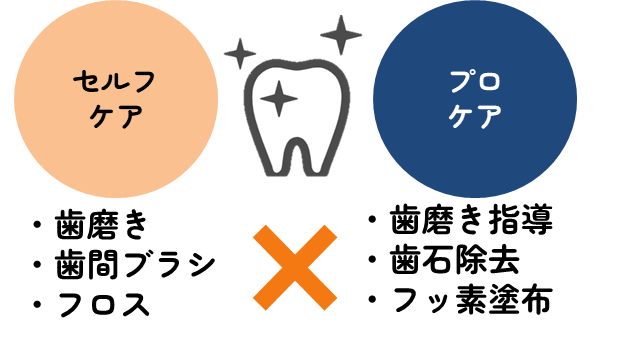 セルフ
ケア
プロ
ケア
・歯磨き
・歯間ブラシ
・フロス
・歯磨き指導
・歯石除去
・フッ素塗布